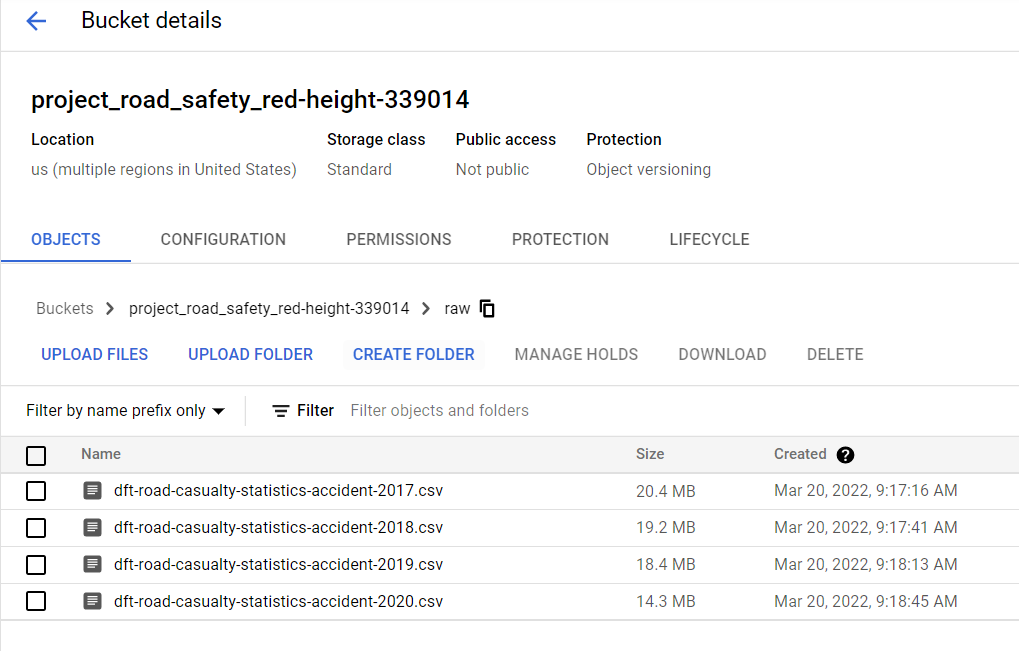 Bucket details
project_road_safety_red-height-339014
Location Storage class Public access Protection
us (multiple regions in United States) Standard Not public Object versioning
OBJECTS CONFIGURATION PERMISSIONS PROTECTION LIFECYCLE
Buckets project_road_safety_red-height-339014 raw
UPLOAD FILES UPLOAD FOLDER CREATE FOLDER MANAGE HOLDS DOWNLOAD DELETE
Filter by name prefix only Filter Filter objects and folders
Name Size Created ?
dft-road-casualty-statistics-accident-2017.csv 20.4 MB Mar 20, 2022, 9:17:16 AM
dft-road-casualty-statistics-accident-2018.csv 19.2 MB Mar 20, 2022, 9:17:41 AM
dft-road-casualty-statistics-accident-2019.csv 18.4 MB Mar 20, 2022, 9:18:13 AM
dft-road-casualty-statistics-accident-2020.csv 14.3 MB Mar 20, 2022, 9:18:45 AM